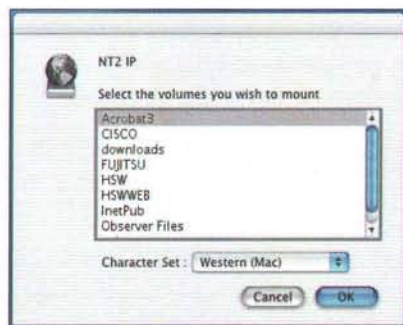 NT2 IP
Select the volumes you wish to mount
Acrobat3
CISCO
downloads
FUJITSU
HSW
HSWWEB
InetPub
Observer Files
Character Set : Western (Mac)
Cancel OK